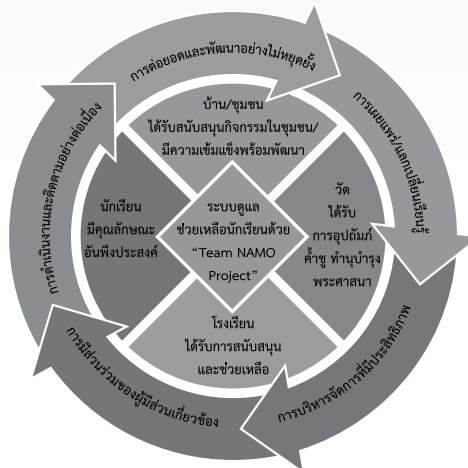 การต่อยอดและพัฒนาอย่างไม่หยุดยั้ง
การเผยแพร่/แลกเปลี่ยนเรียนรู้
การบริหารจัดการที่มีประสิทธิภาพ
การมีส่วนร่วมของผู้มีส่วนเกี่ยวข้อง
การดำเนินงานและติดตามอย่างต่อเนื่อง
บ้าน/ชุมชน
ได้รับสนับสนุนกิจกรรมในชุมชน/
มีความเข้มแข็งพร้อมพัฒนา
วัด
ได้รับ
การอุปถัมภ์
ค้ำชู ทำนุบำรุง
พระศาสนา
โรงเรียน
ได้รับการสนับสนุน
และช่วยเหลือ
นักเรียน
มีคุณลักษณะ
อันพึงประสงค์
ระบบดูแล
ช่วยเหลือนักเรียนด้วย
“Team NAMO
Project”